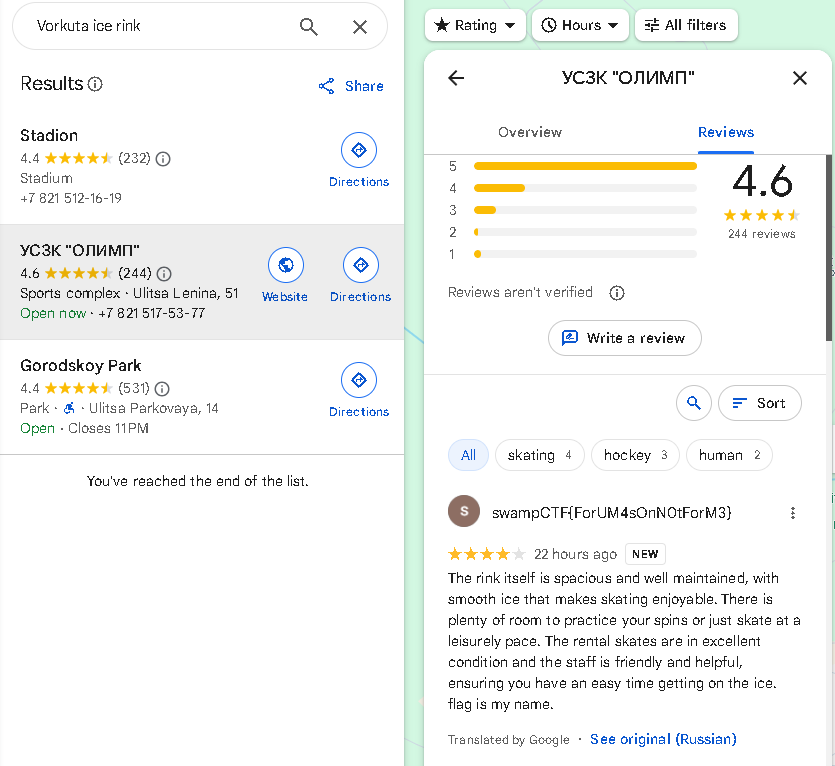 Vorkuta ice rink
Results
Share
Stadion
4.4 (232)
Stadium
+7 821 512-16-19
Directions
УСЗК "ОЛИМП"
4.6 (244)
Sports complex · Ulitsa Lenina, 51
Open now · +7 821 517-53-77
Website
Directions
Gorodskoy Park
4.4 (531)
Park · Ulitsa Parkovaya, 14
Open · Closes 11 PM
Directions
You've reached the end of the list.
Rating
Hours
All filters
УСЗК "ОЛИМП"
Overview
Reviews
5
4
3
2
1
4.6
244 reviews
Reviews aren't verified
Write a review
Sort
All
skating 4
hockey 3
human 2
S
swampCTF{ForUM4sOnN0tForM3}
22 hours ago NEW
The rink itself is spacious and well maintained, with
smooth ice that makes skating enjoyable. There is
plenty of room to practice your spins or just skate at a
leisurely pace. The rental skates are in excellent
condition and the staff is friendly and helpful,
ensuring you have an easy time getting on the ice.
flag is my name.
Translated by Google · See original (Russian)